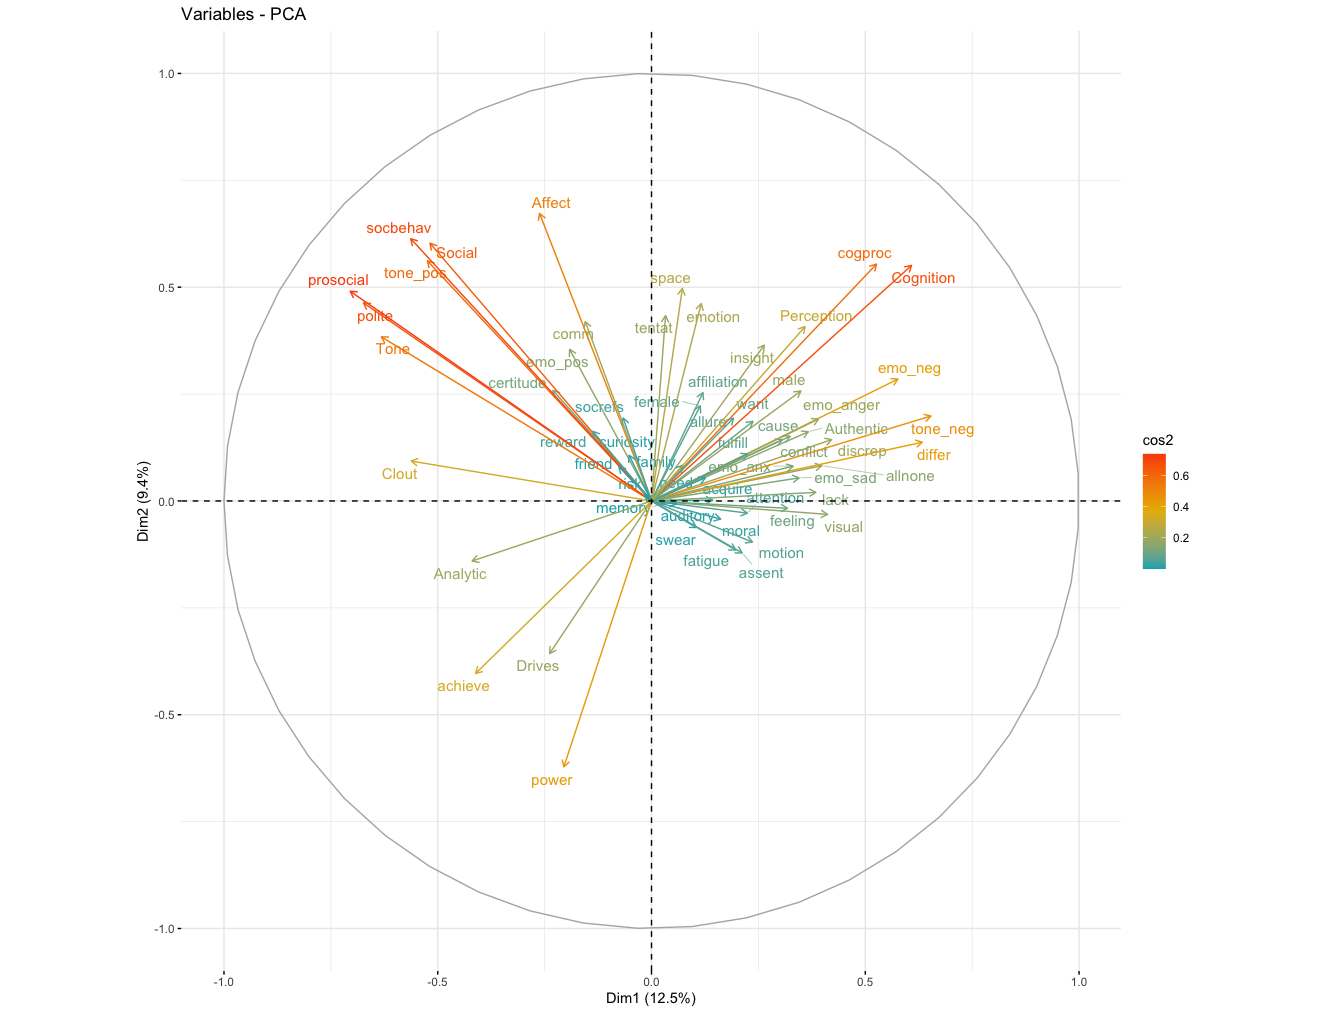 Variables - PCA
1.0
0.5
0.0
-0.5
-1.0
Dim2 (9.4%)
-1.0
-0.5
0.0
0.5
1.0
Dim1 (12.5%)
Affect
socbehav
Social
tone_pos
prosocial
polite
Tone
cogproc
Cognition
space
emotion
tentat
Perception
comm
emo_pos
insight
certitude
affiliation
male
emo_neg
socrefs
female
want
emo_anger
allure
reward
curiosity
fulfill
cause
Authentic
tone_neg
conflict
discrep
differ
friend
family
emo_anx
allnone
Clout
risk
need
acquire
emo_sad
attention
lack
memory
auditory
feeling
visual
moral
swear
motion
fatigue
assent
Analytic
Drives
achieve
power
cos2
0.6
0.4
0.2